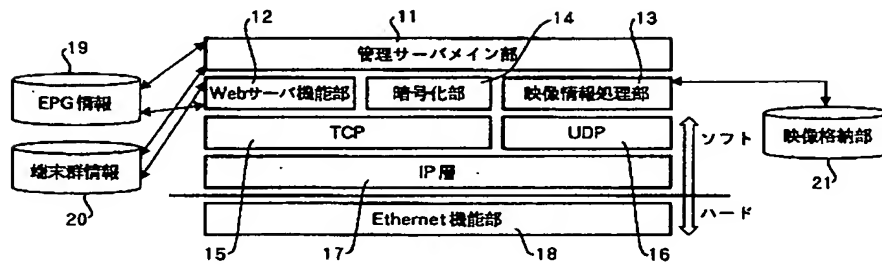 12
11
14
13
19
管理サーバメイン部
EPG情報
Webサーバ機能部
暗号化部
映像情報処理部
TCP
UDP
ソフト
映像格納部
端末群情報
IP層
21
20
Ethernet機能部
ハード
15
17
18
16